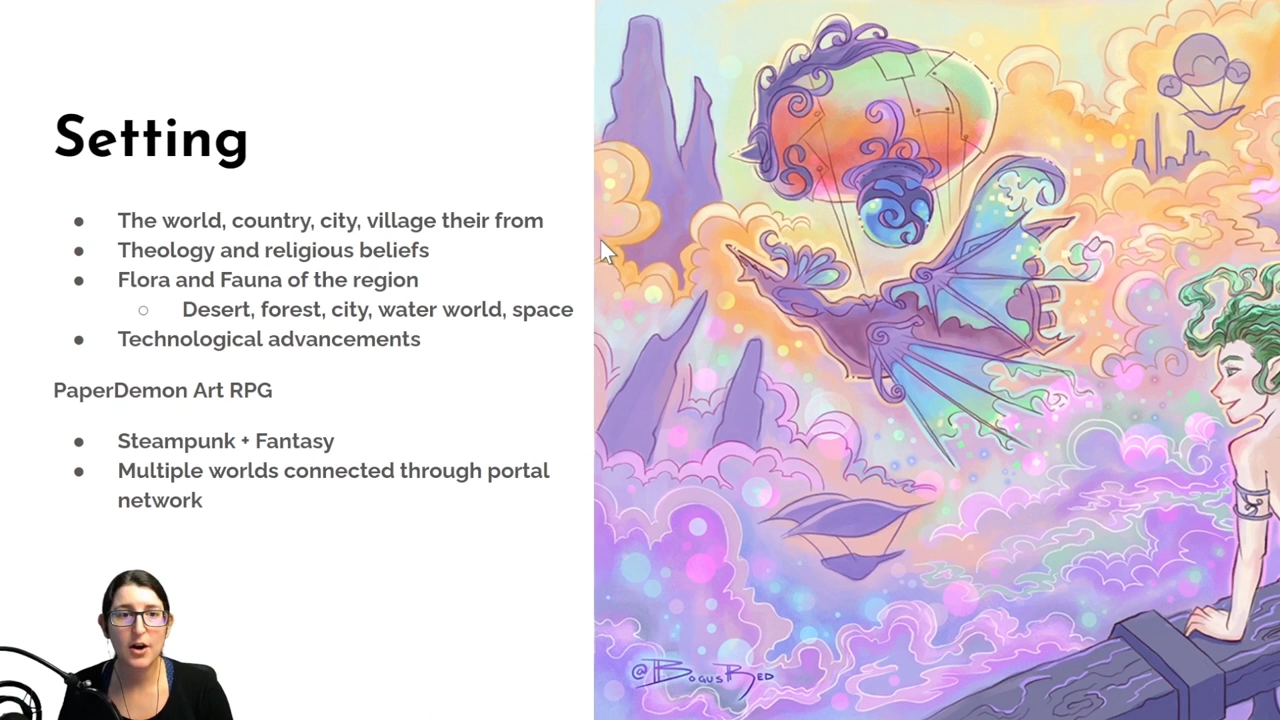 Setting
● The world, country, city, village their from
● Theology and religious beliefs
● Flora and Fauna of the region
○ Desert, forest, city, water world, space
● Technological advancements
PaperDemon Art RPG
● Steampunk + Fantasy
● Multiple worlds connected through portal
network
@BogusRed